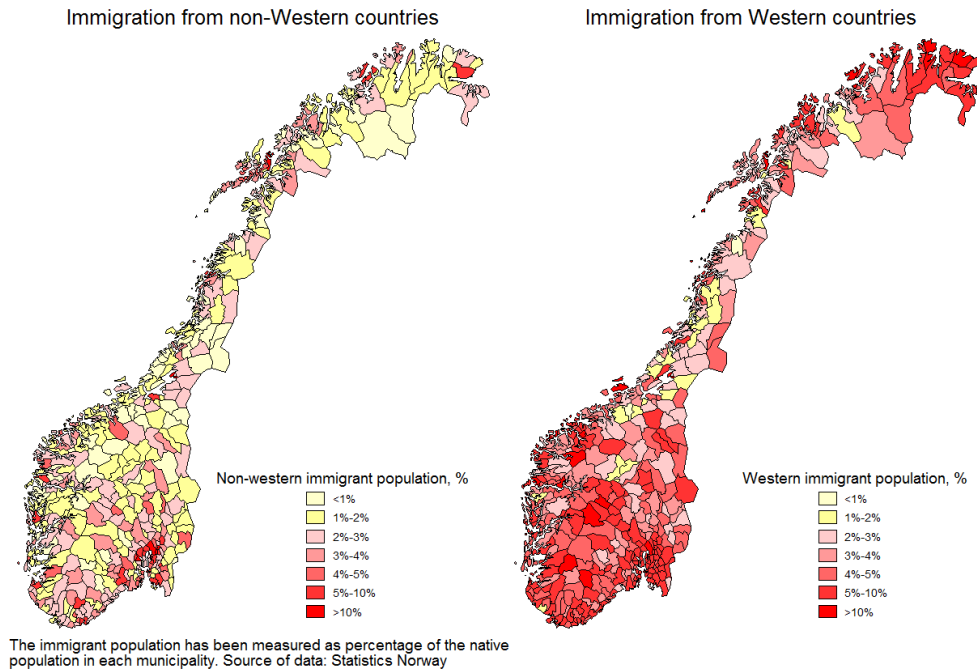 Immigration from non-Western countries
Immigration from Western countries
Non-western immigrant population, %
<1%
1%-2%
2%-3%
3%-4%
4%-5%
5%-10%
>10%
Western immigrant population, %
<1%
1%-2%
2%-3%
3%-4%
4%-5%
5%-10%
>10%
The immigrant population has been measured as percentage of the native
population in each municipality. Source of data: Statistics Norway